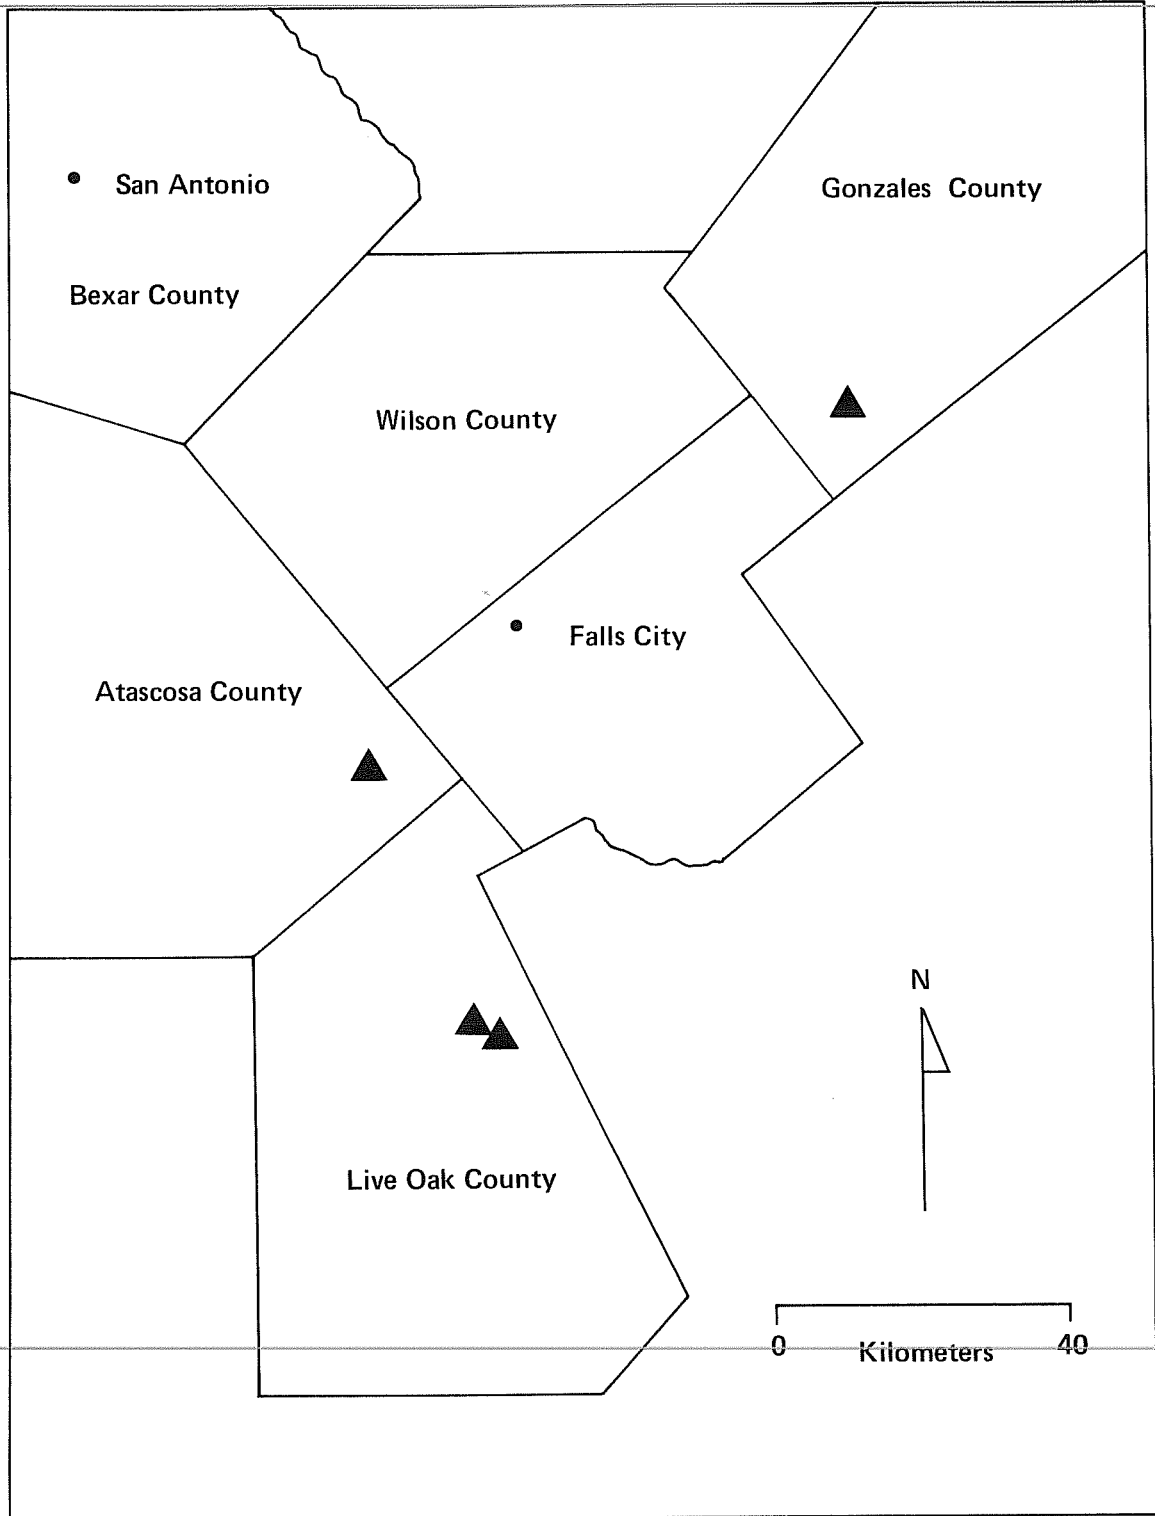 San Antonio
Gonzales County
Bexar County
Wilson County
Falls City
Atascosa County
N
Live Oak County
0 Kilometers 40